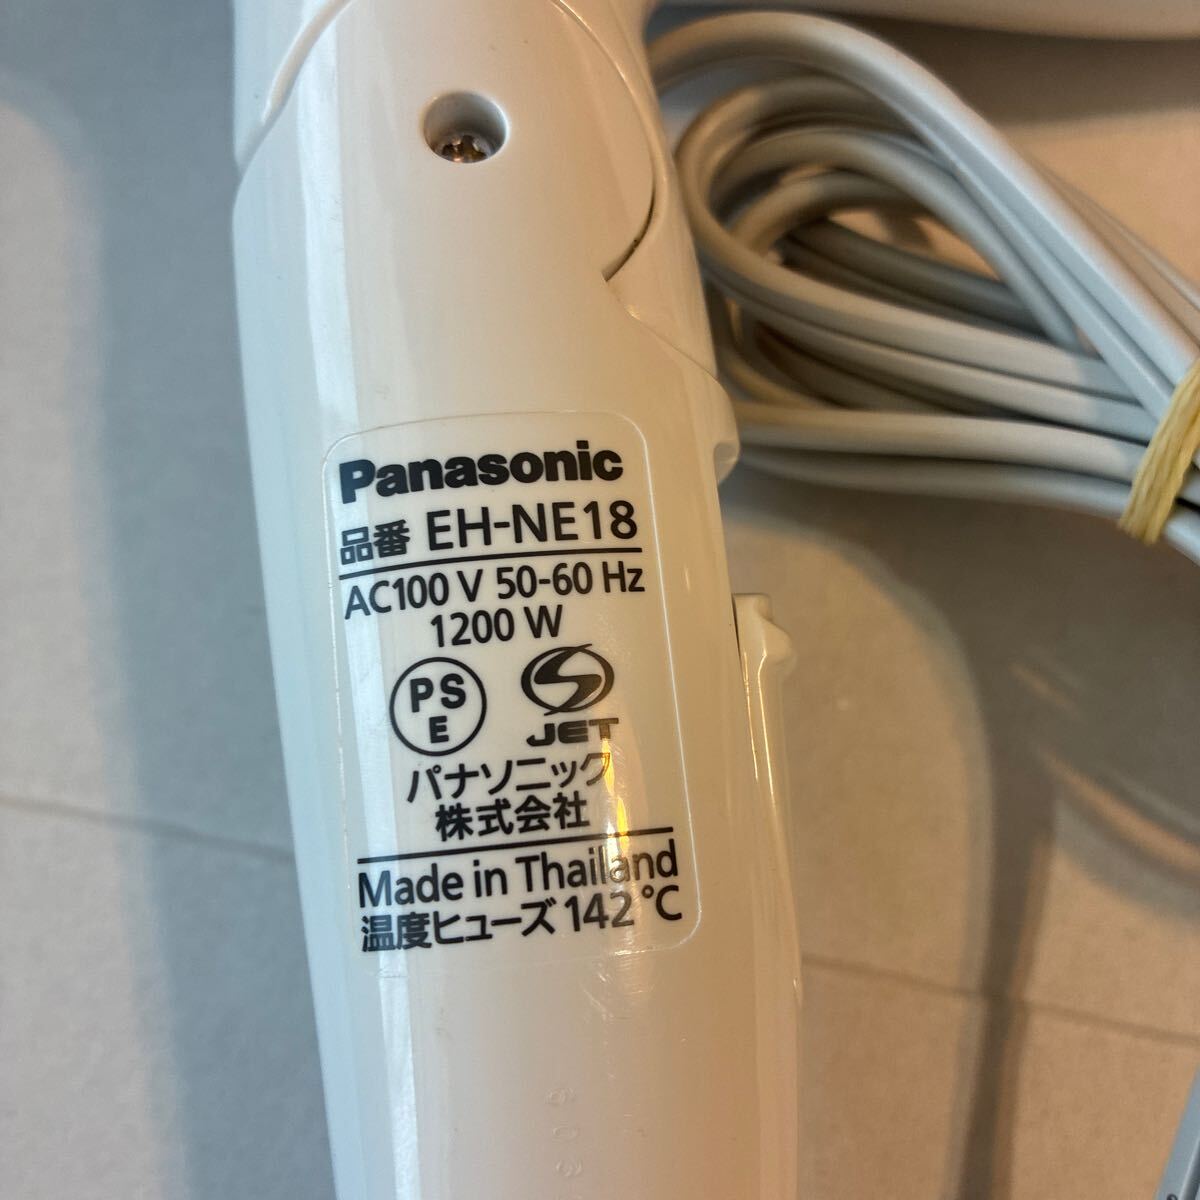 Panasonic
品番 EH-NE18
AC100 V 50-60 Hz
1200 W
PS
E
S
JET
パナソニック
株式会社
Made in Thailand
温度ヒューズ 142 ℃